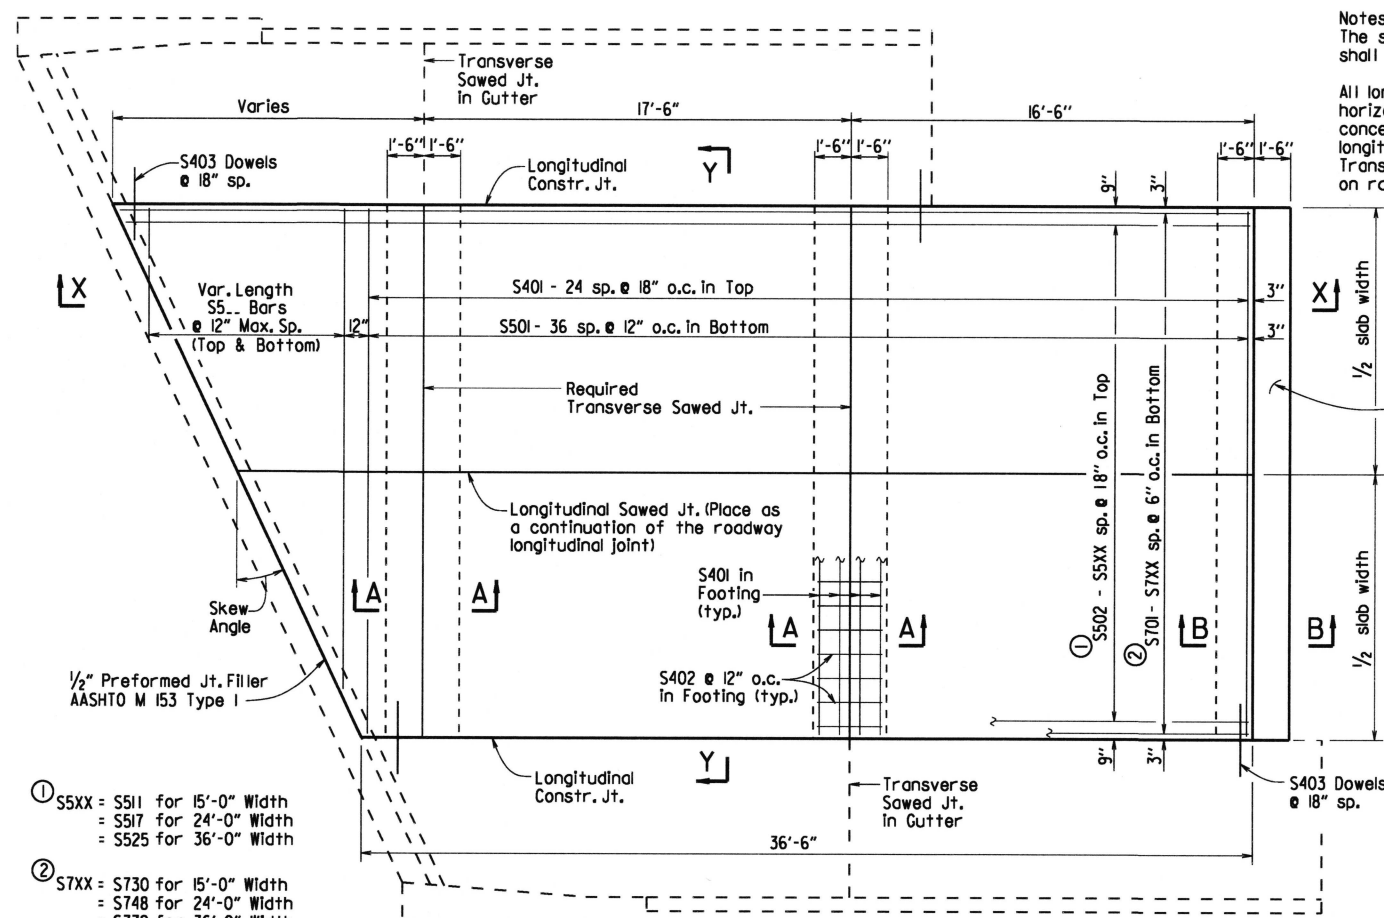 Notes
The s
shall
All lon
horizo
conce
longit
Trans
on ro
Transverse
Sawed Jt.
in Gutter
Varies
17'-6"
16'-6"
1'-6"
1'-6"
1'-6"
1'-6"
1'-6"
1'-6"
S403 Dowels
@ 18" sp.
Longitudinal
Constr. Jt.
Y
9"
3"
X
Var. Length
S5__ Bars
@ 12" Max. Sp.
(Top & Bottom)
12"
S401 - 24 sp. @ 18" o.c. in Top
3"
X
S501 - 36 sp. @ 12" o.c. in Bottom
3"
1/2 slab width
Required
Transverse Sawed Jt.
S502 - S5XX sp. @ 18" o.c. in Top
S701 - S7XX sp. @ 6" o.c. in Bottom
Longitudinal Sawed Jt. (Place as
a continuation of the roadway
longitudinal joint)
S401 in
Footing
(typ.)
A
A
A
A
B
B
1
2
1/2 slab width
Skew
Angle
S402 @ 12" o.c.
in Footing (typ.)
1/2" Preformed Jt. Filler
AASHTO M 153 Type 1
Longitudinal
Constr. Jt.
Y
Transverse
Sawed Jt.
in Gutter
9"
3"
S403 Dowels
@ 18" sp.
36'-6"
1 S5XX = S511 for 15'-0" Width
= S517 for 24'-0" Width
= S525 for 36'-0" Width
2 S7XX = S730 for 15'-0" Width
= S748 for 24'-0" Width